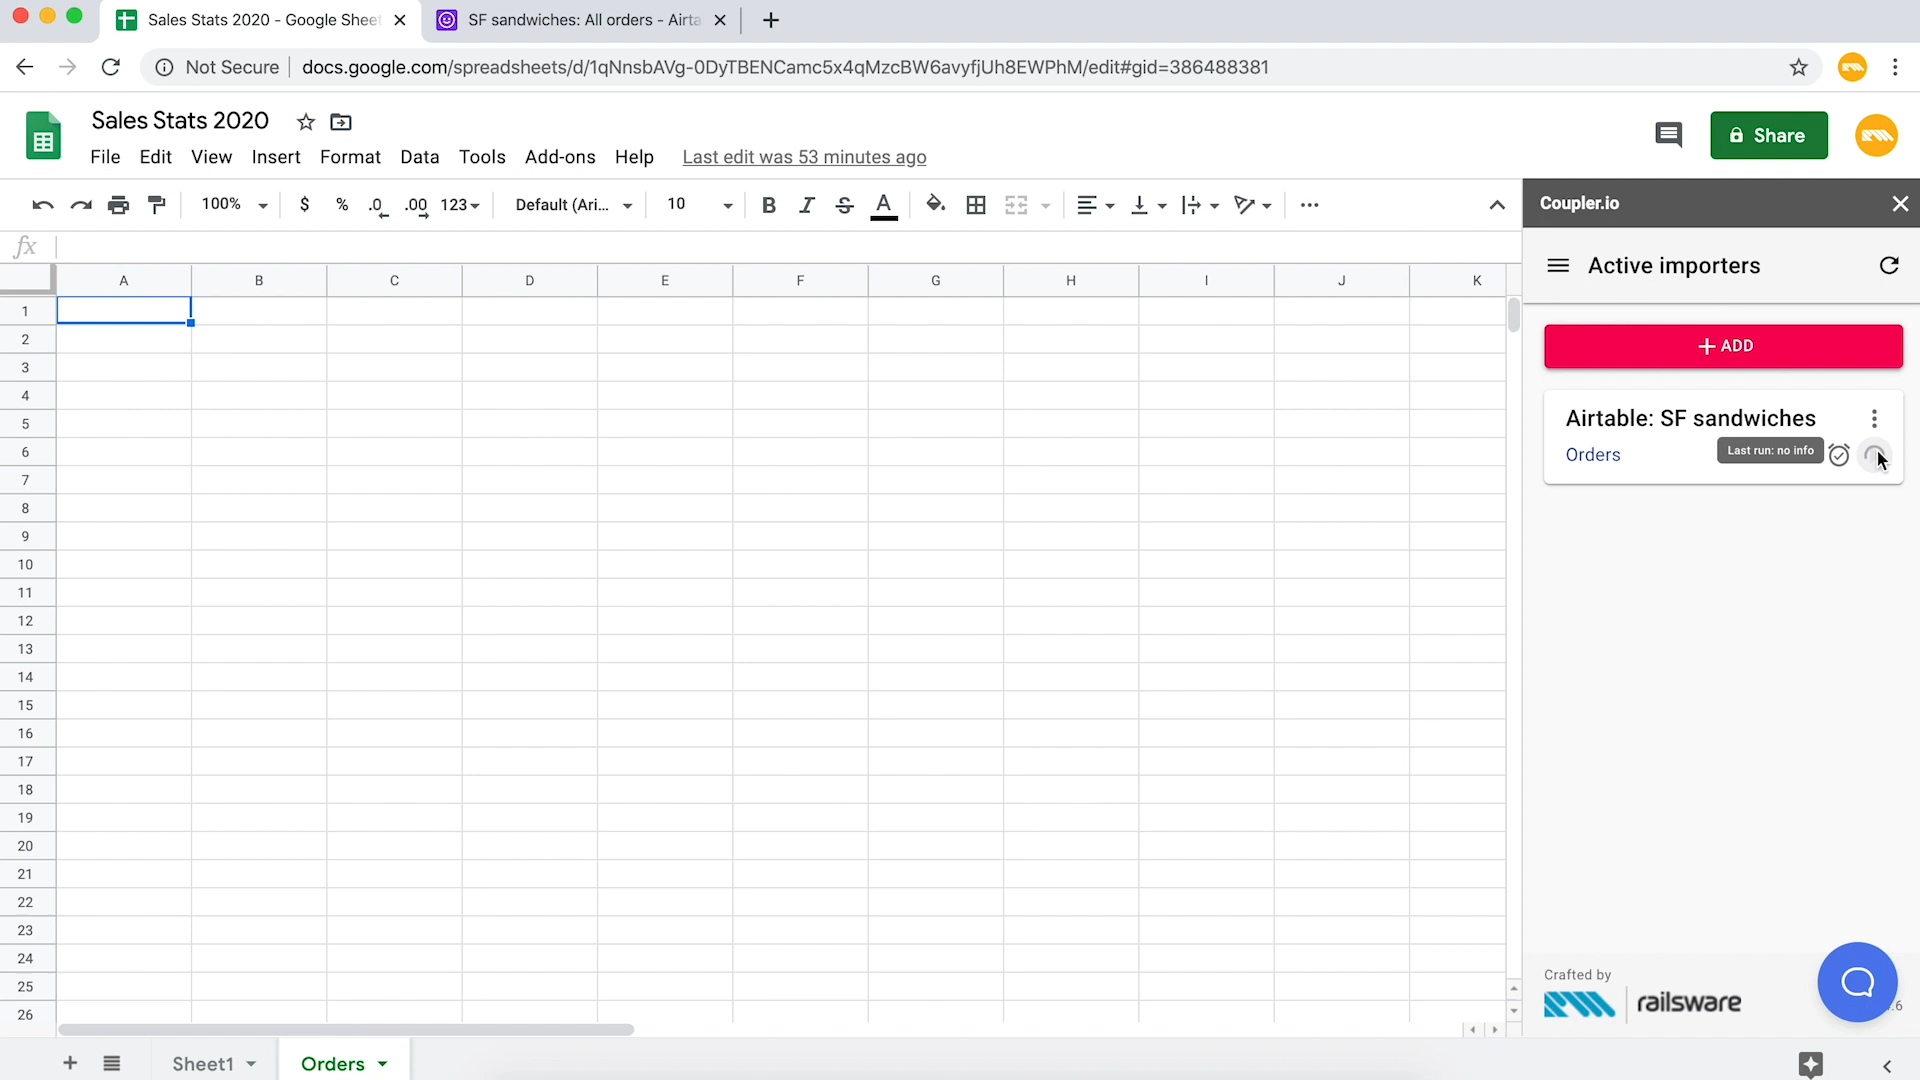 Sales Stats 2020 - Google Sheet
SF sandwiches: All orders - Airta
Not Secure
docs.google.com/spreadsheets/d/1qNnsbAVg-0DyTBENCamc5x4qMzcBW6avyfjUh8EWPhM/edit#gid=386488381
Sales Stats 2020
Share
File Edit View Insert Format Data Tools Add-ons Help Last edit was 53 minutes ago
100% $ % .0 .00 123 Default (Ari... 10 B I S A
Coupler.io
fx
Active importers
A B C D E F G H I J K
1
2
3
4
5
6
7
8
9
10
11
12
13
14
15
16
17
18
19
20
21
22
23
24
25
26
+ ADD
Airtable: SF sandwiches
Orders
Last run: no info
Crafted by
railsware
.6
Sheet1
Orders